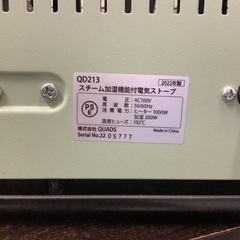 QD213
2022年製
スチーム加湿機能付電気ストーブ
PSE
電圧：AC100V
周波数：50/60Hz
消費電力：ヒーター1000W
加湿 200W
温度ヒューズ：192℃
株式会社 QUADS
Made in China
Serial No.22 05777